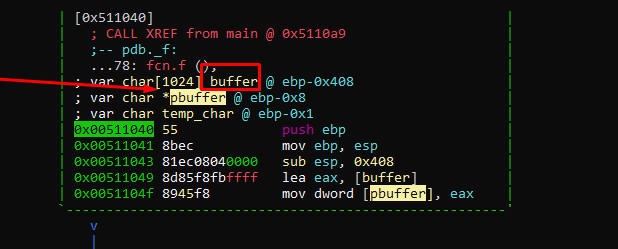 [0x511040]
; CALL XREF from main @ 0x5110a9
;-- pdb._f:
...78: fcn.f ();
; var char[1024] buffer @ ebp-0x408
; var char *pbuffer @ ebp-0x8
; var char temp_char @ ebp-0x1
0x00511040 55 push ebp
0x00511041 8bec mov ebp, esp
0x00511043 81ec08040000 sub esp, 0x408
0x00511049 8d85f8fbffff lea eax, [buffer]
0x0051104f 8945f8 mov dword [pbuffer], eax
v